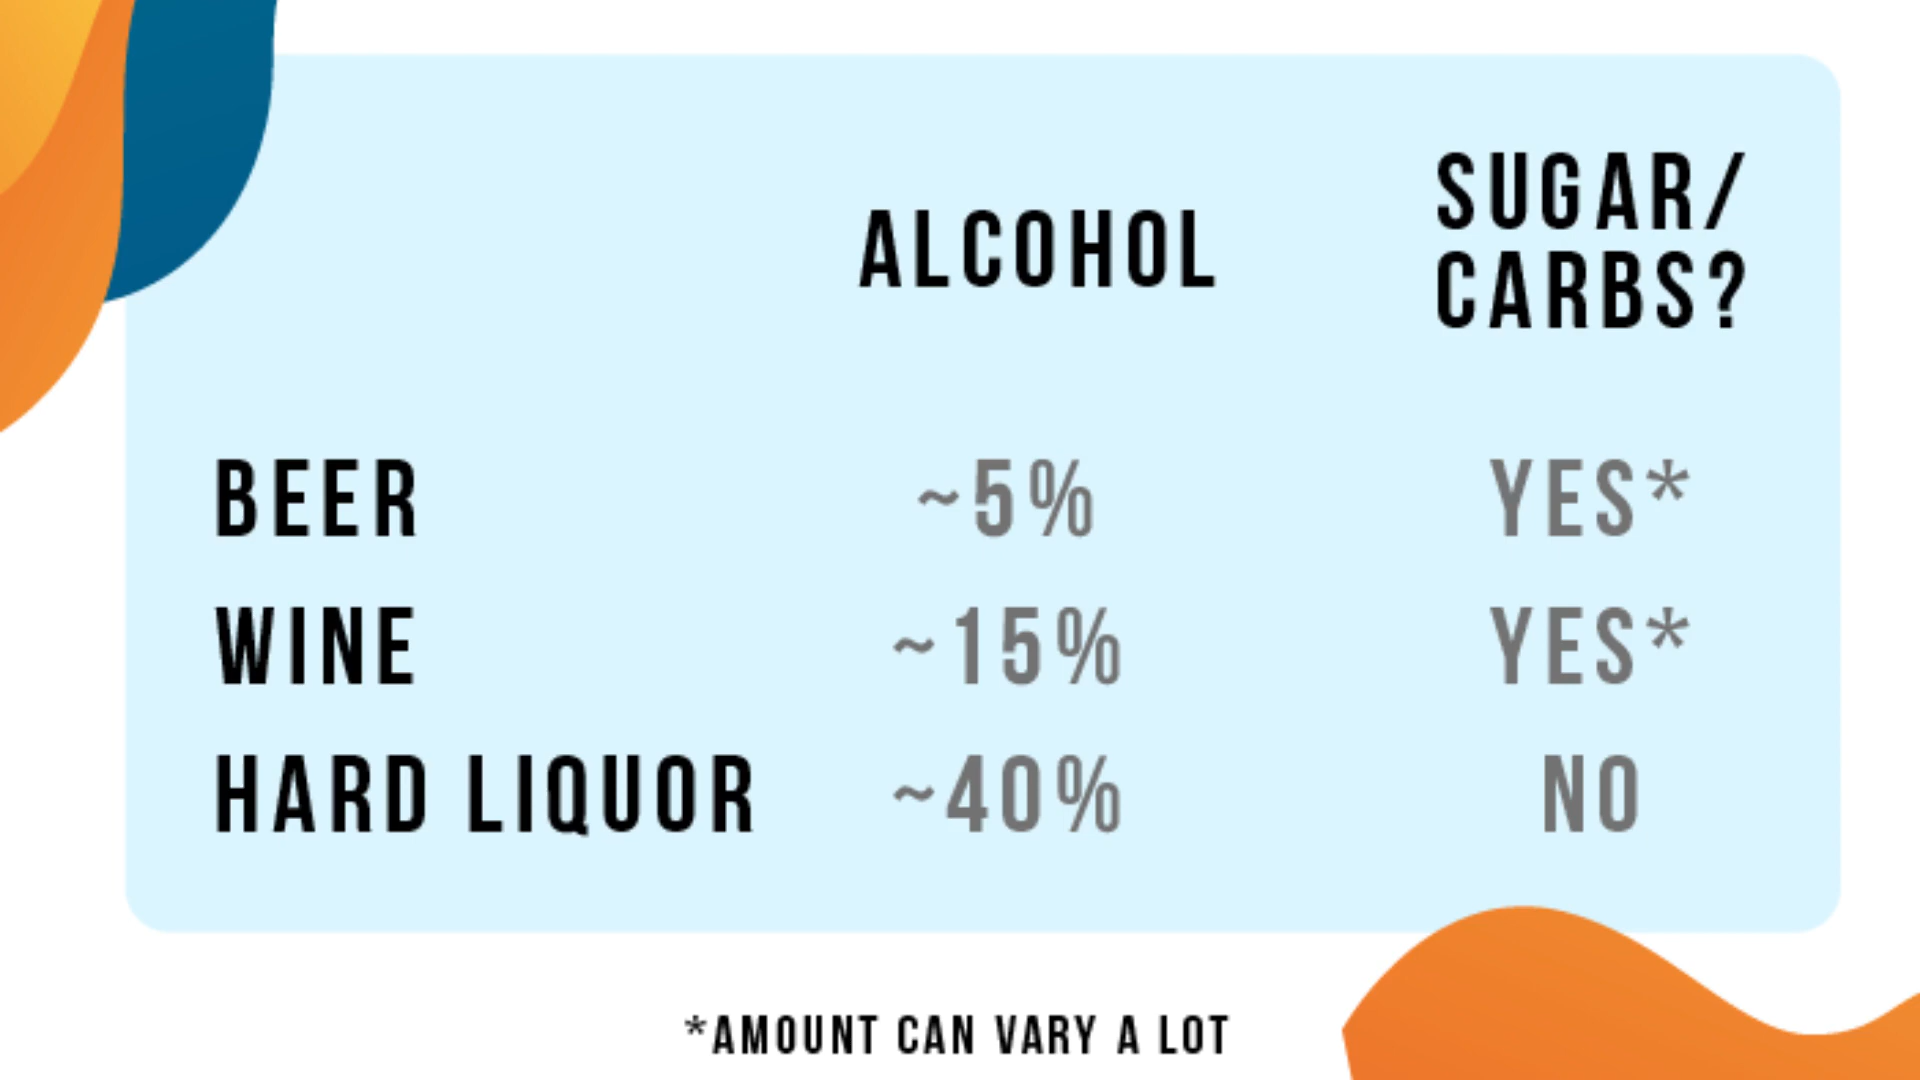 ALCOHOL SUGAR/
CARBS?
BEER ~5% YES*
WINE ~15% YES*
HARD LIQUOR ~40% NO
*AMOUNT CAN VARY A LOT